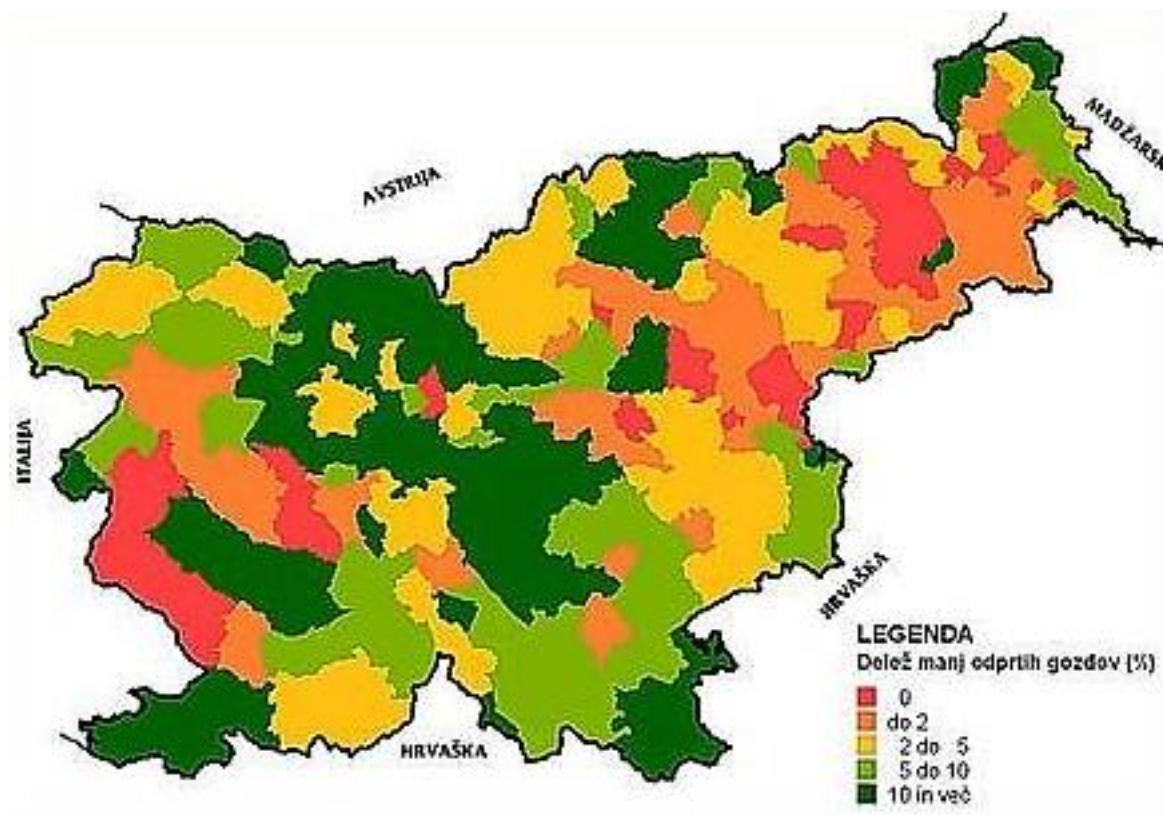 AVSTRIJA
MADŽARSK
ITALIJA
HRVAŠKA
HRVAŠKA
LEGENDA
Delež manj odprtih gozdov (%)
0
do 2
2 do 5
5 do 10
10 in več